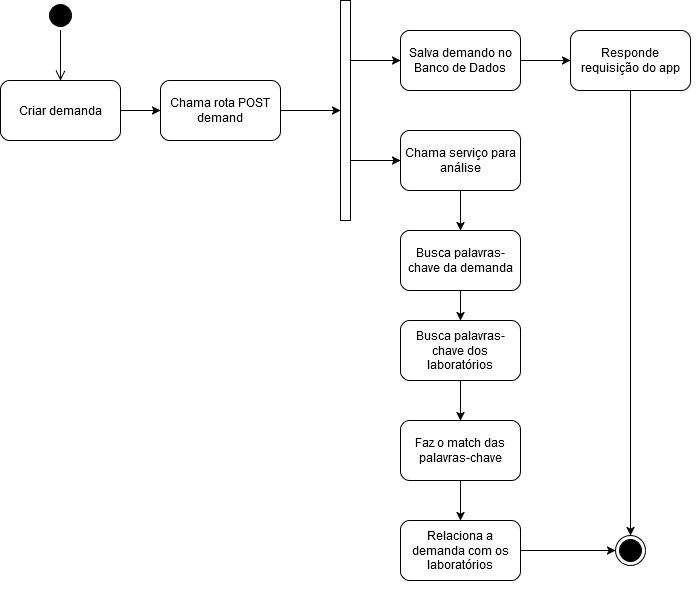 Criar demanda
Chama rota POST
demand
Salva demando no
Banco de Dados
Responde
requisição do app
Chama serviço para
análise
Busca palavras-
chave da demanda
Busca palavras-
chave dos
laboratórios
Faz o match das
palavras-chave
Relaciona a
demanda com os
laboratórios